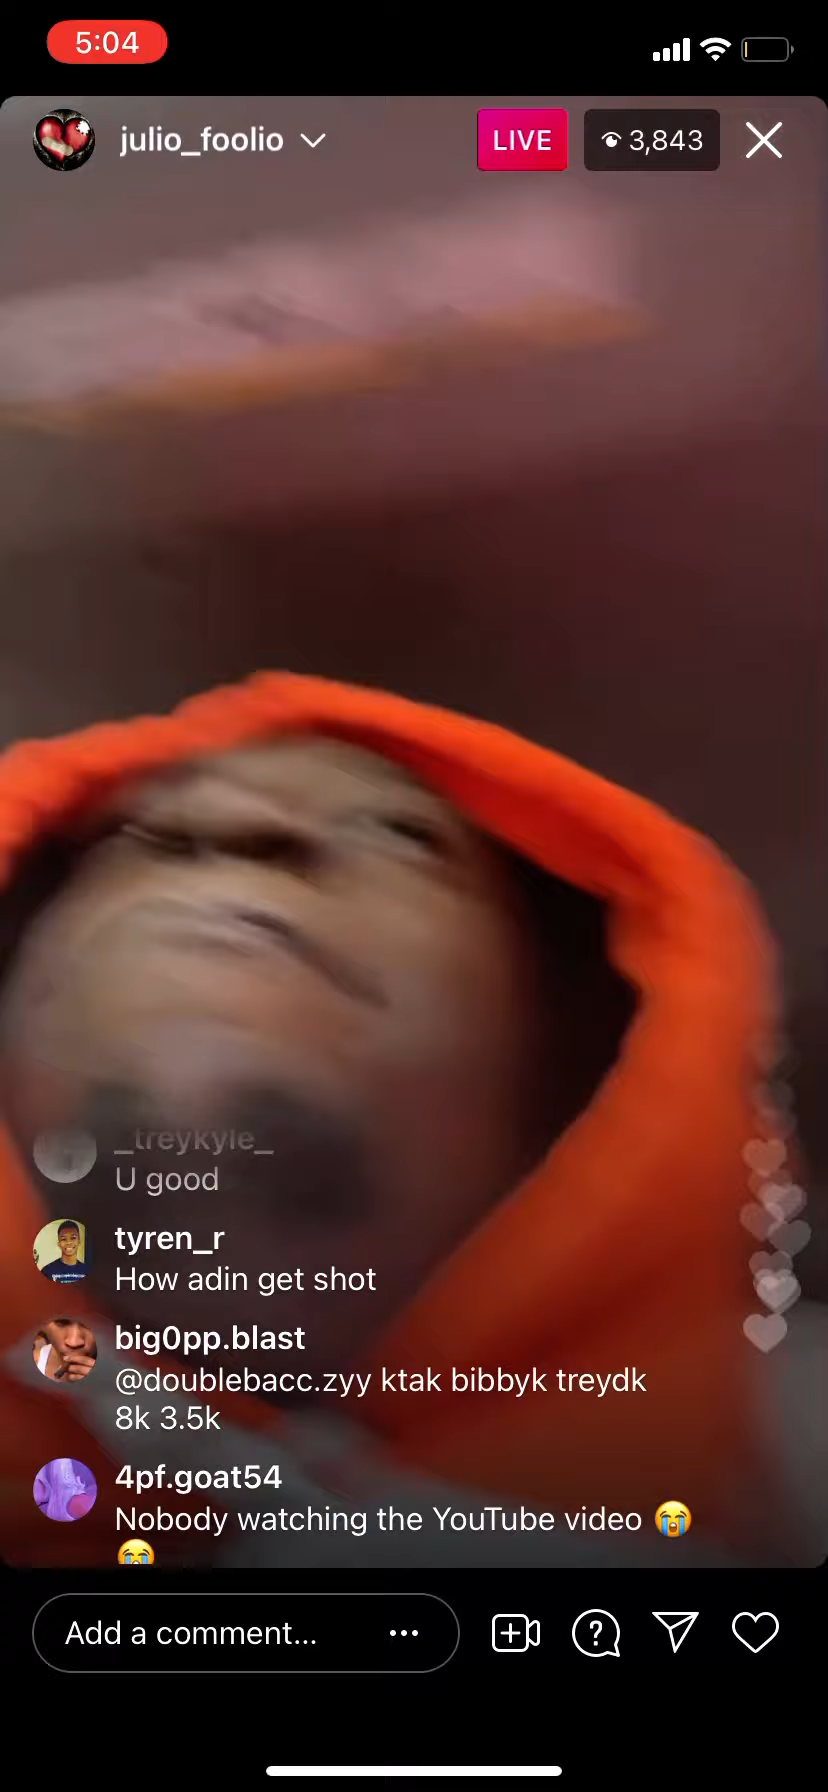 5:04
julio_foolio
LIVE
3,843
_treykyle_
U good
tyren_r
How adin get shot
big0pp.blast
@doublebacc.zyy ktak bibbyk treydk
8k 3.5k
4pf.goat54
Nobody watching the YouTube video 😭
😭
Add a comment...